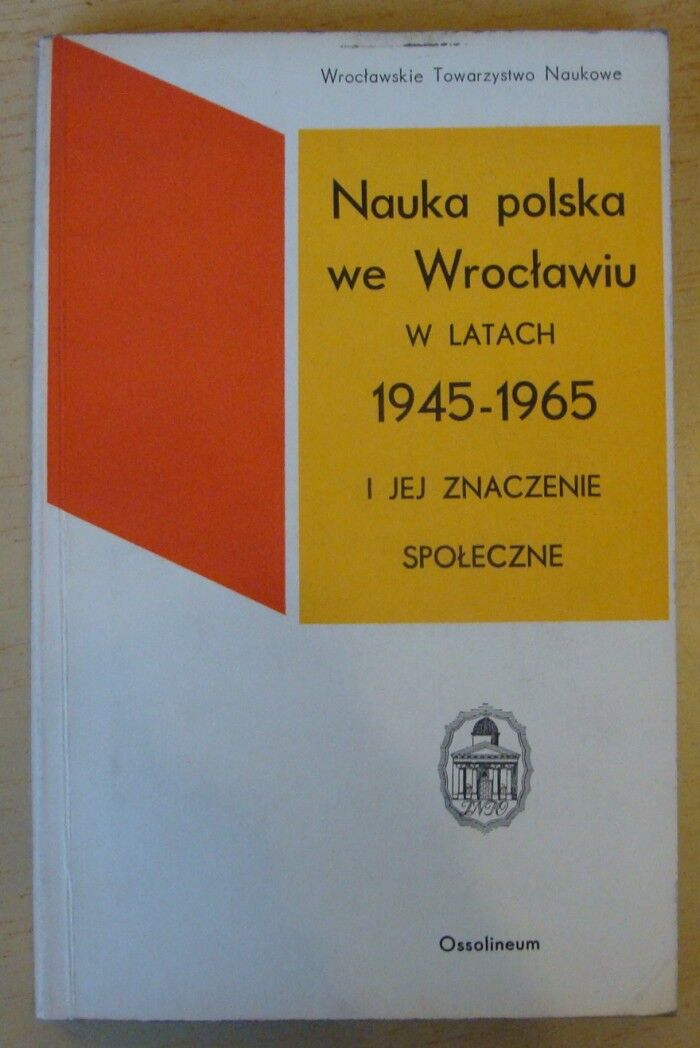 Wrocławskie Towarzystwo Naukowe
Nauka polska
we Wrocławiu
W LATACH
1945-1965
I JEJ ZNACZENIE
SPOŁECZNE
Ossolineum